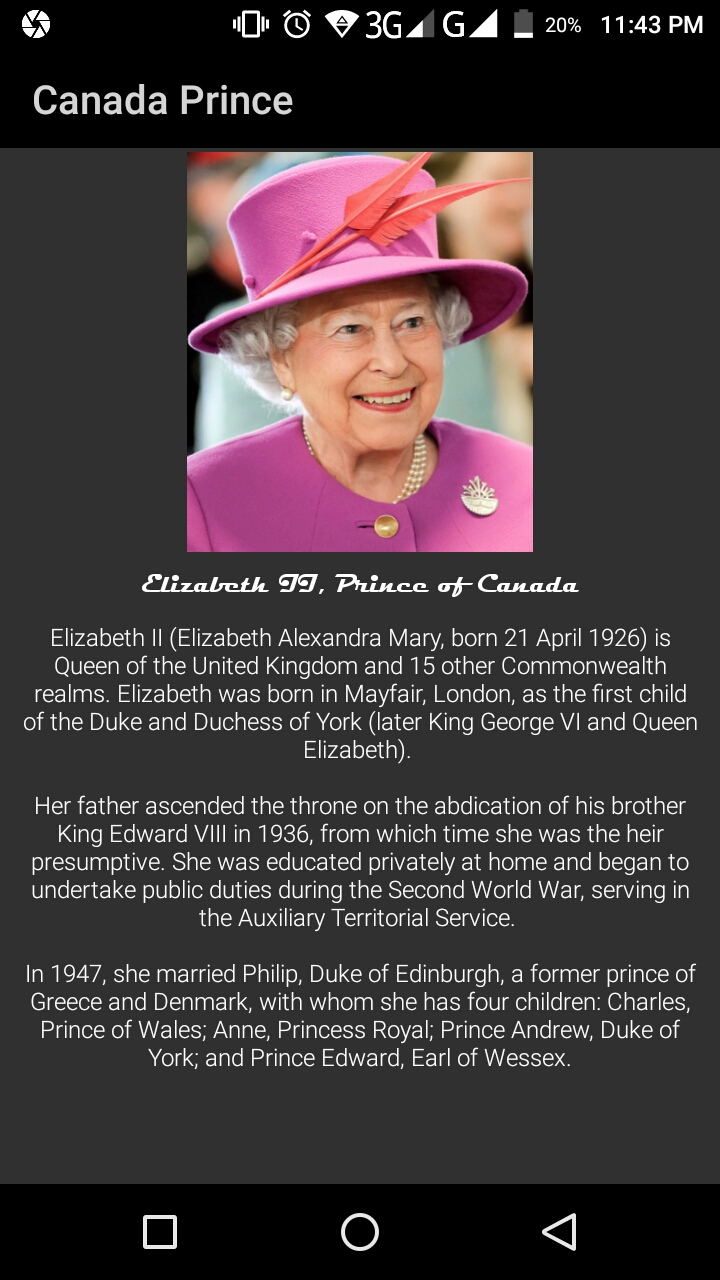 3G G 20% 11:43 PM
Canada Prince
Elizabeth II, Prince of Canada
Elizabeth II (Elizabeth Alexandra Mary, born 21 April 1926) is
Queen of the United Kingdom and 15 other Commonwealth
realms. Elizabeth was born in Mayfair, London, as the first child
of the Duke and Duchess of York (later King George VI and Queen
Elizabeth).
Her father ascended the throne on the abdication of his brother
King Edward VIII in 1936, from which time she was the heir
presumptive. She was educated privately at home and began to
undertake public duties during the Second World War, serving in
the Auxiliary Territorial Service.
In 1947, she married Philip, Duke of Edinburgh, a former prince of
Greece and Denmark, with whom she has four children: Charles,
Prince of Wales; Anne, Princess Royal; Prince Andrew, Duke of
York; and Prince Edward, Earl of Wessex.